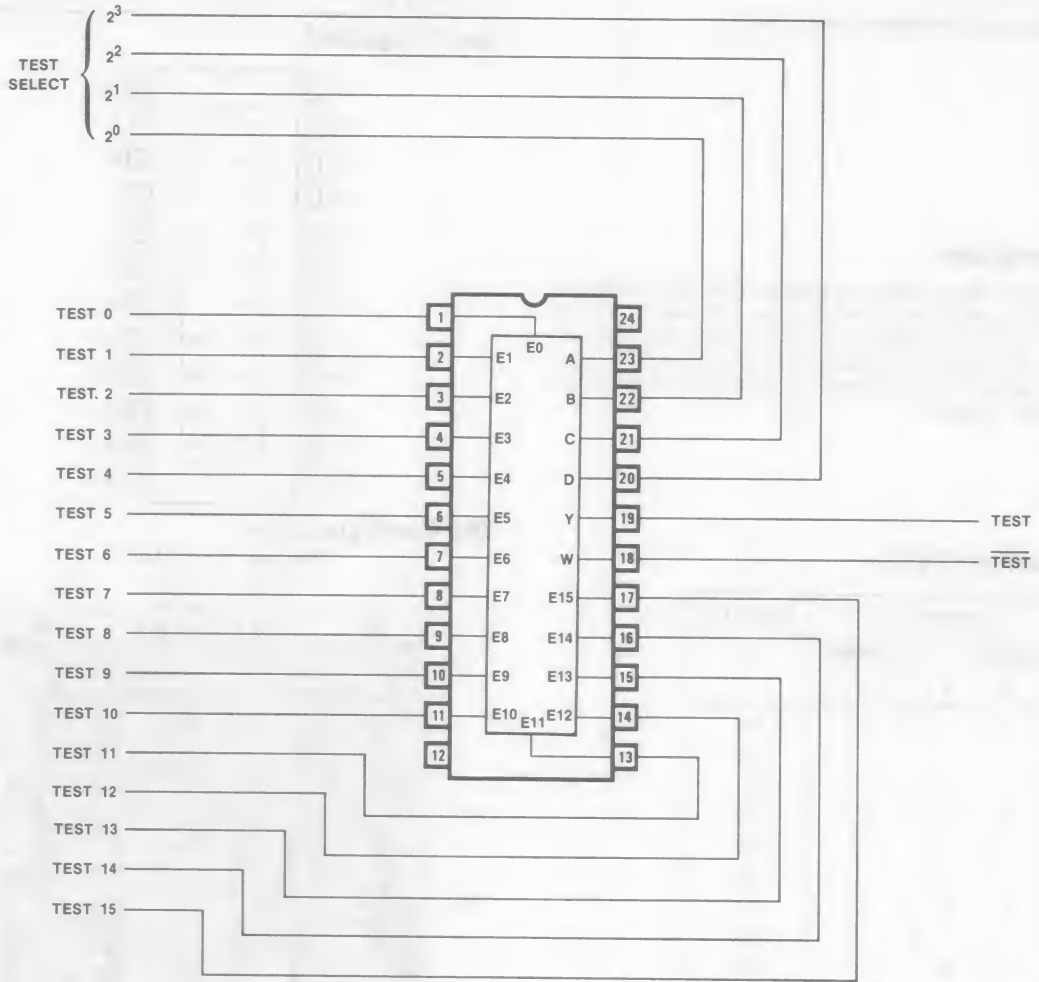 TEST SELECT
2³
2²
2¹
2⁰
TEST 0
TEST 1
TEST. 2
TEST 3
TEST 4
TEST 5
TEST 6
TEST 7
TEST 8
TEST 9
TEST 10
TEST 11
TEST 12
TEST 13
TEST 14
TEST 15
1
2
3
4
5
6
7
8
9
10
11
12
E0
E1
E2
E3
E4
E5
E6
E7
E8
E9
E10
E11
A
B
C
D
Y
W
E15
E14
E13
E12
24
23
22
21
20
19
18
17
16
15
14
13
TEST
T̅E̅S̅T̅